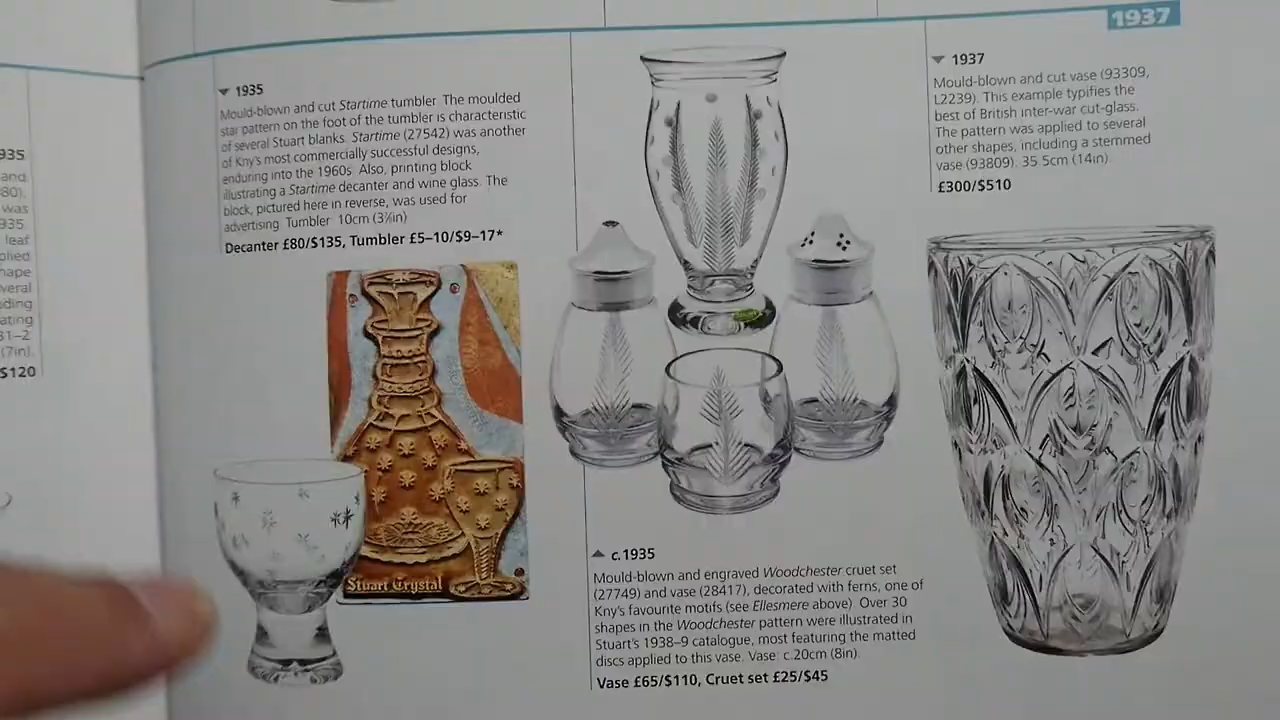 1937
935
and
80).
was
935.
leaf
plied
hape
veral
ding
ating
31–2
(7in).
$120
1935
Mould-blown and cut Startime tumbler The moulded
star pattern on the foot of the tumbler is characteristic
of several Stuart blanks. Startime (27542) was another
of Kny's most commercially successful designs,
enduring into the 1960s Also, printing block
illustrating a Startime decanter and wine glass. The
block, pictured here in reverse, was used for
advertising Tumbler 10cm (3⅞in)
Decanter £80/$135, Tumbler £5–10/$9–17*
Stuart Crystal
c.1935
Mould-blown and engraved Woodchester cruet set
(27749) and vase (28417), decorated with ferns, one of
Kny's favourite motifs (see Ellesmere above) Over 30
shapes in the Woodchester pattern were illustrated in
Stuart's 1938–9 catalogue, most featuring the matted
discs applied to this vase. Vase: c.20cm (8in).
Vase £65/$110, Cruet set £25/$45
1937
Mould-blown and cut vase (93309,
L2239). This example typifies the
best of British inter-war cut-glass.
The pattern was applied to several
other shapes, including a stemmed
vase (93809). 35 5cm (14in).
£300/$510